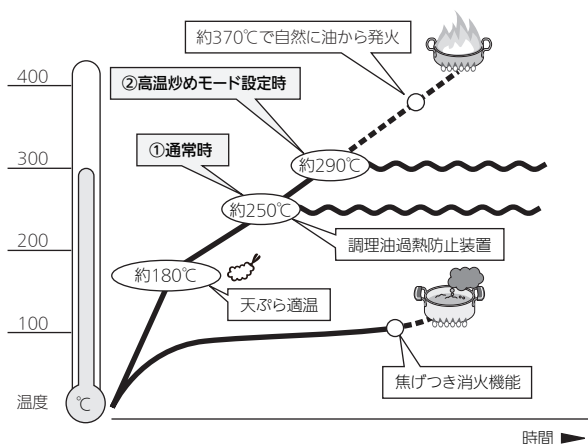 約370℃で自然に油から発火
400
②高温炒めモード設定時
①通常時
300
約290℃
約250℃
200
調理油過熱防止装置
約180℃
天ぷら適温
100
焦げつき消火機能
温度
℃
時間